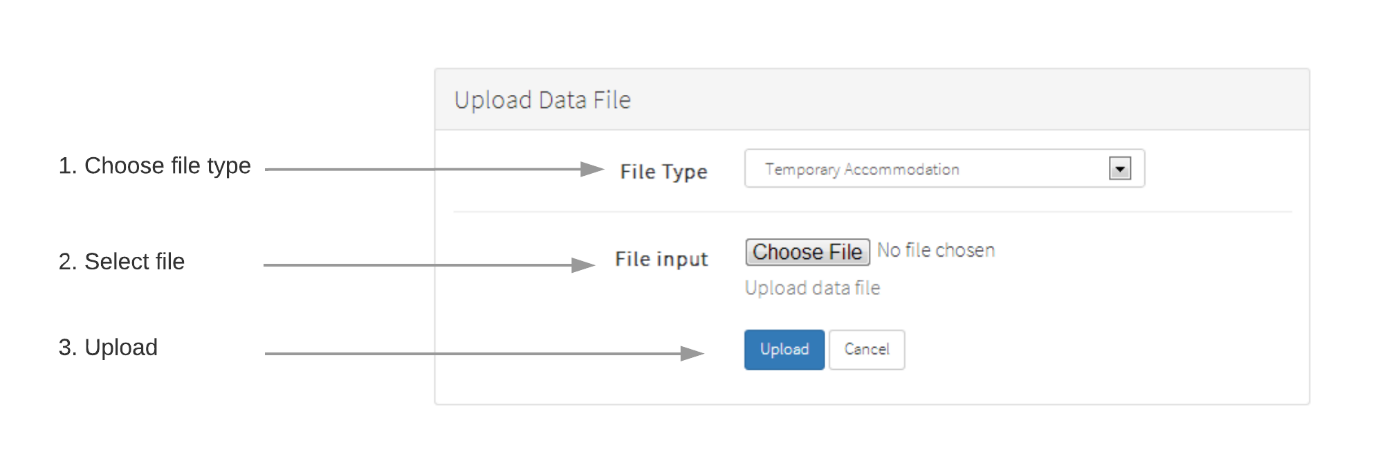 Upload Data File
1. Choose file type
File Type
Temporary Accommodation
2. Select file
File input
Choose File No file chosen
Upload data file
3. Upload
Upload Cancel